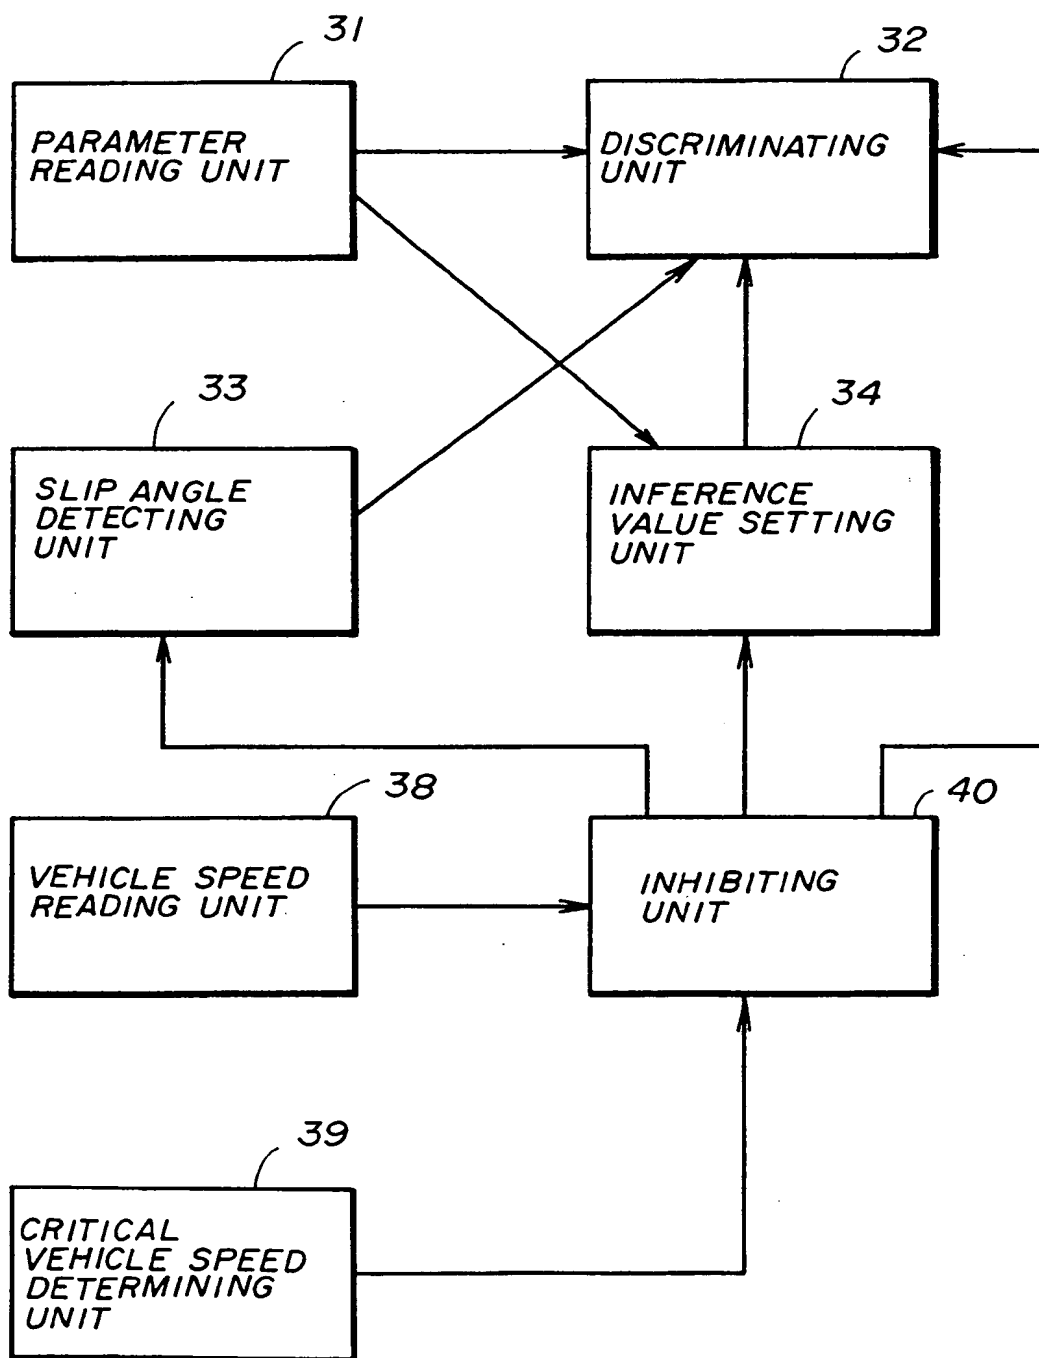 31
32
PARAMETER
READING UNIT
DISCRIMINATING
UNIT
33
34
SLIP ANGLE
DETECTING
UNIT
INFERENCE
VALUE SETTING
UNIT
38
40
VEHICLE SPEED
READING UNIT
INHIBITING
UNIT
39
CRITICAL
VEHICLE SPEED
DETERMINING
UNIT